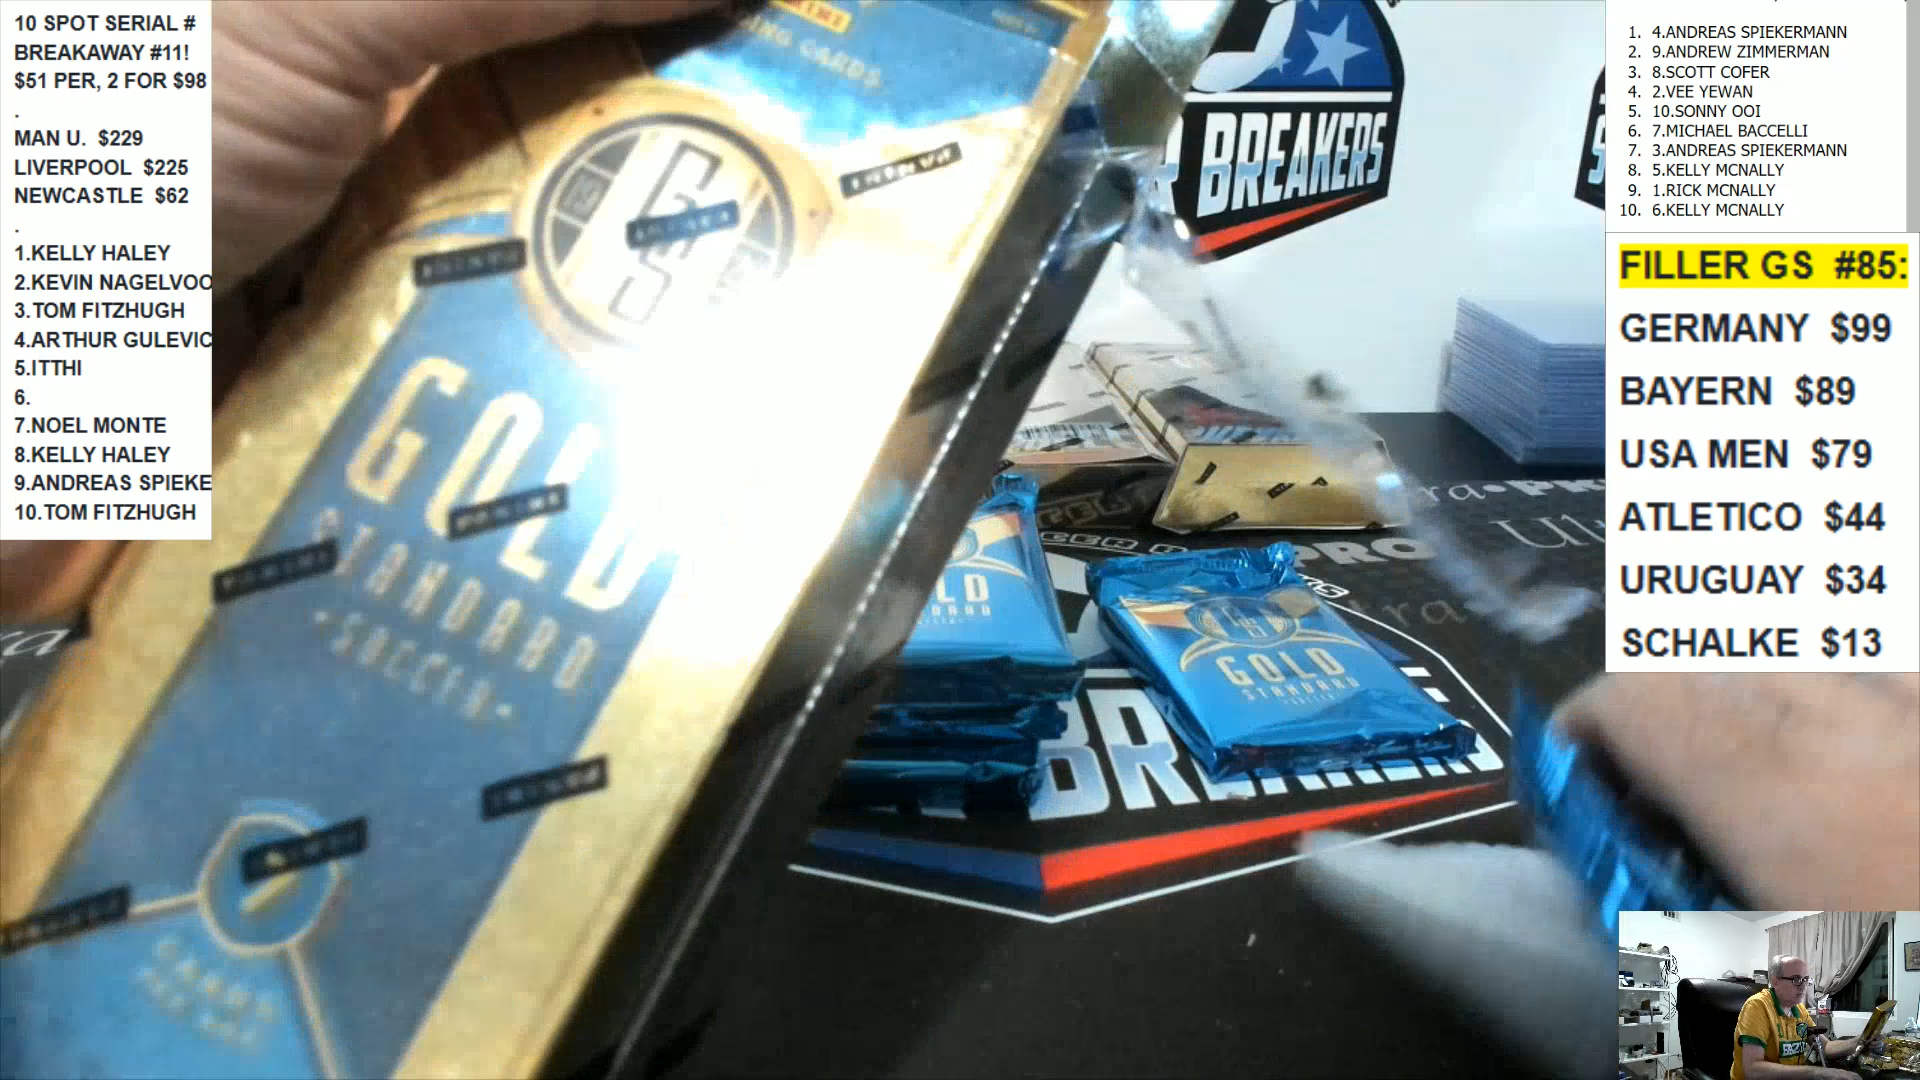 10 SPOT SERIAL #
BREAKAWAY #11!
$51 PER, 2 FOR $98
.
MAN U. $229
LIVERPOOL $225
NEWCASTLE $62
.
1.KELLY HALEY
2.KEVIN NAGELVOO
3.TOM FITZHUGH
4.ARTHUR GULEVIC
5.ITTHI
6.
7.NOEL MONTE
8.KELLY HALEY
9.ANDREAS SPIEKE
10.TOM FITZHUGH
PANINI
CARDS
GOLD
STANDARD
-SOCCER-
BREAKERS
GOLD
STANDARD
PRO
1. 4.ANDREAS SPIEKERMANN
2. 9.ANDREW ZIMMERMAN
3. 8.SCOTT COFER
4. 2.VEE YEWAN
5. 10.SONNY OOI
6. 7.MICHAEL BACCELLI
7. 3.ANDREAS SPIEKERMANN
8. 5.KELLY MCNALLY
9. 1.RICK MCNALLY
10. 6.KELLY MCNALLY
FILLER GS #85:
GERMANY $99
BAYERN $89
USA MEN $79
ATLETICO $44
URUGUAY $34
SCHALKE $13